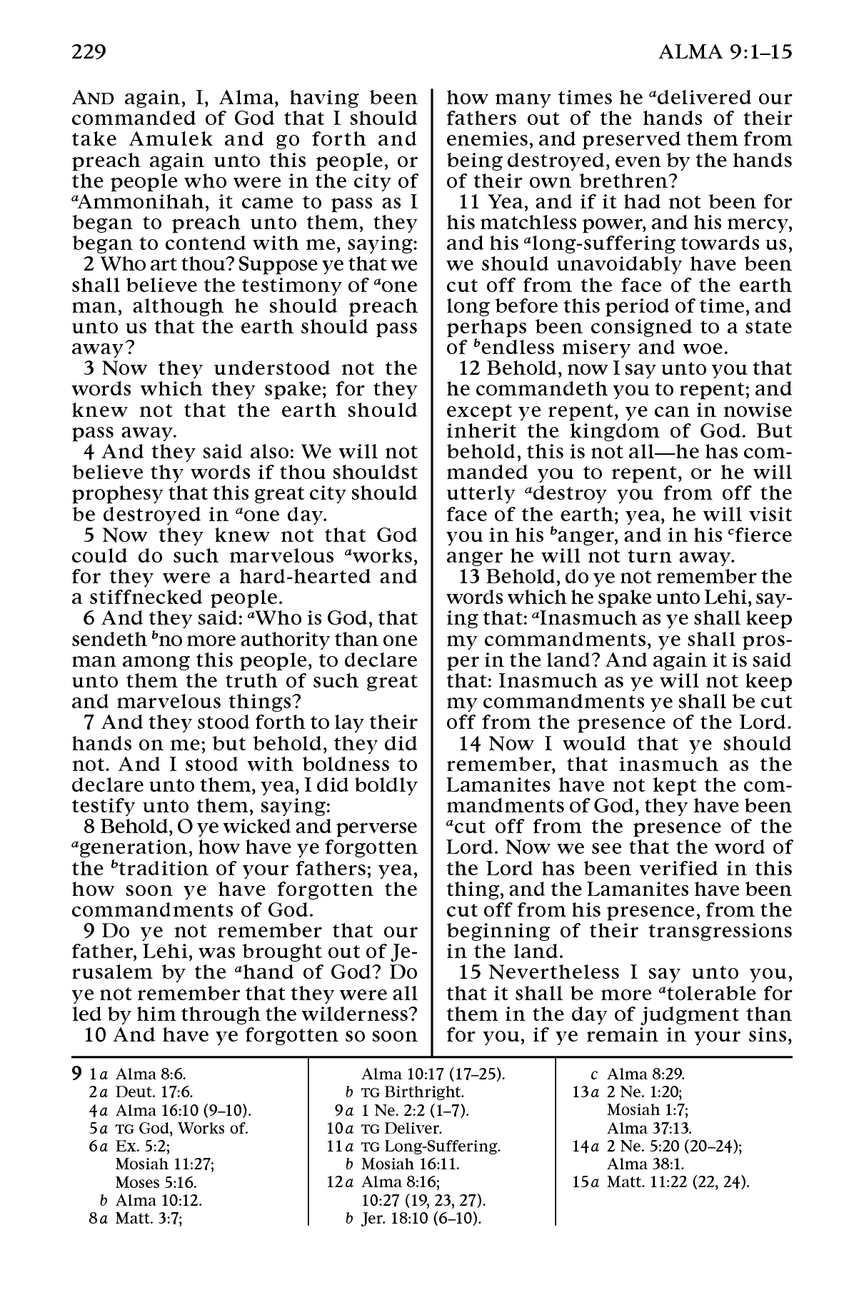 229
ALMA 9:1–15
AND again, I, Alma, having been
commanded of God that I should
take Amulek and go forth and
preach again unto this people, or
the people who were in the city of
aAmmonihah, it came to pass as I
began to preach unto them, they
began to contend with me, saying:
2 Who art thou? Suppose ye that we
shall believe the testimony of aone
man, although he should preach
unto us that the earth should pass
away?
3 Now they understood not the
words which they spake; for they
knew not that the earth should
pass away.
4 And they said also: We will not
believe thy words if thou shouldst
prophesy that this great city should
be destroyed in aone day.
5 Now they knew not that God
could do such marvelous aworks,
for they were a hard-hearted and
a stiffnecked people.
6 And they said: aWho is God, that
sendeth bno more authority than one
man among this people, to declare
unto them the truth of such great
and marvelous things?
7 And they stood forth to lay their
hands on me; but behold, they did
not. And I stood with boldness to
declare unto them, yea, I did boldly
testify unto them, saying:
8 Behold, O ye wicked and perverse
ageneration, how have ye forgotten
the btradition of your fathers; yea,
how soon ye have forgotten the
commandments of God.
9 Do ye not remember that our
father, Lehi, was brought out of Je-
rusalem by the ahand of God? Do
ye not remember that they were all
led by him through the wilderness?
10 And have ye forgotten so soon
how many times he adelivered our
fathers out of the hands of their
enemies, and preserved them from
being destroyed, even by the hands
of their own brethren?
11 Yea, and if it had not been for
his matchless power, and his mercy,
and his along-suffering towards us,
we should unavoidably have been
cut off from the face of the earth
long before this period of time, and
perhaps been consigned to a state
of bendless misery and woe.
12 Behold, now I say unto you that
he commandeth you to repent; and
except ye repent, ye can in nowise
inherit the kingdom of God. But
behold, this is not all—he has com-
manded you to repent, or he will
utterly adestroy you from off the
face of the earth; yea, he will visit
you in his banger, and in his cfierce
anger he will not turn away.
13 Behold, do ye not remember the
words which he spake unto Lehi, say-
ing that: aInasmuch as ye shall keep
my commandments, ye shall pros-
per in the land? And again it is said
that: Inasmuch as ye will not keep
my commandments ye shall be cut
off from the presence of the Lord.
14 Now I would that ye should
remember, that inasmuch as the
Lamanites have not kept the com-
mandments of God, they have been
acut off from the presence of the
Lord. Now we see that the word of
the Lord has been verified in this
thing, and the Lamanites have been
cut off from his presence, from the
beginning of their transgressions
in the land.
15 Nevertheless I say unto you,
that it shall be more atolerable for
them in the day of judgment than
for you, if ye remain in your sins,
9 1a Alma 8:6.
2a Deut. 17:6.
4a Alma 16:10 (9–10).
5a TG God, Works of.
6a Ex. 5:2;
Mosiah 11:27;
Moses 5:16.
b Alma 10:12.
8a Matt. 3:7;
Alma 10:17 (17–25).
b TG Birthright.
9a 1 Ne. 2:2 (1–7).
10a TG Deliver.
11a TG Long-Suffering.
b Mosiah 16:11.
12a Alma 8:16;
10:27 (19, 23, 27).
b Jer. 18:10 (6–10).
c Alma 8:29.
13a 2 Ne. 1:20;
Mosiah 1:7;
Alma 37:13.
14a 2 Ne. 5:20 (20–24);
Alma 38:1.
15a Matt. 11:22 (22, 24).